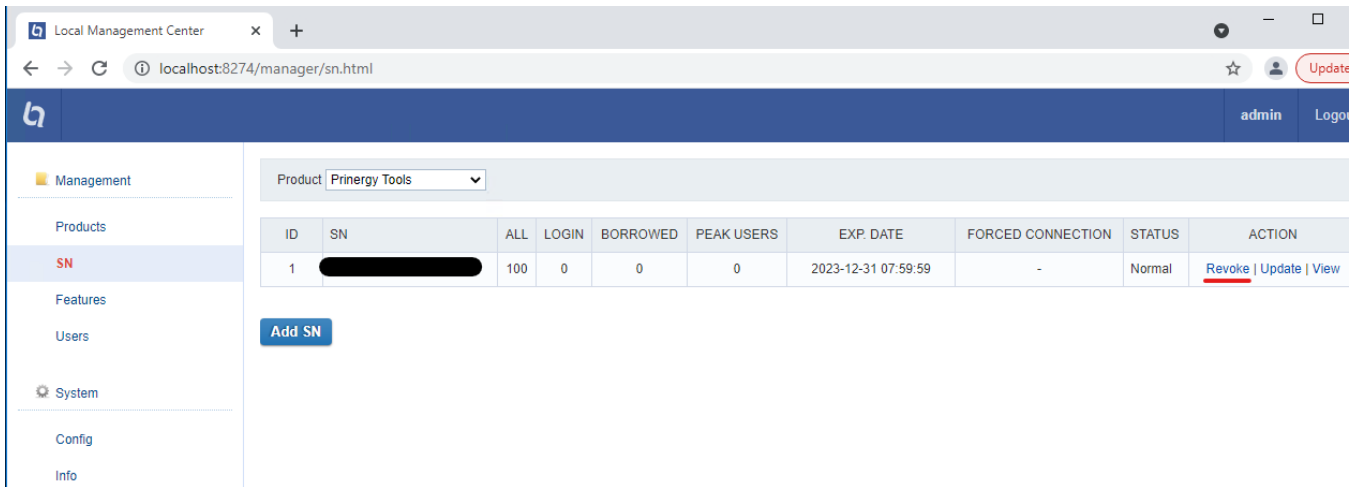 Local Management Center
localhost:8274/manager/sn.html
Update
admin Logou
Management
Product Prinergy Tools
Products
ID SN ALL LOGIN BORROWED PEAK USERS EXP. DATE FORCED CONNECTION STATUS ACTION
SN
1 100 0 0 0 2023-12-31 07:59:59 - Normal Revoke | Update | View
Features
Add SN
Users
System
Config
Info